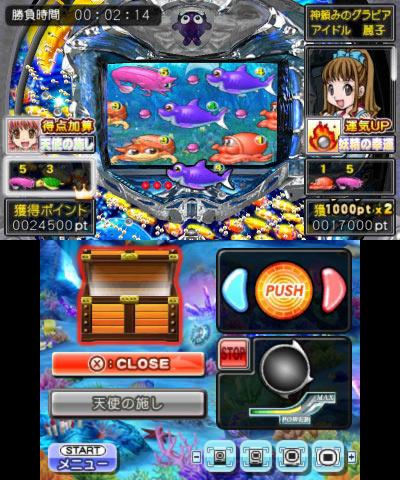 勝負時間 00:02:14
神頼みのグラビア
アイドル 麗子
得点加算
天使の施し
運気UP
妖精の幸運
5 3
1 5
獲得ポイント
0024500pt
獲1000pt x2
0017000pt
PUSH
X:CLOSE
STOP
天使の施し
MAX
POWER
START
メニュー